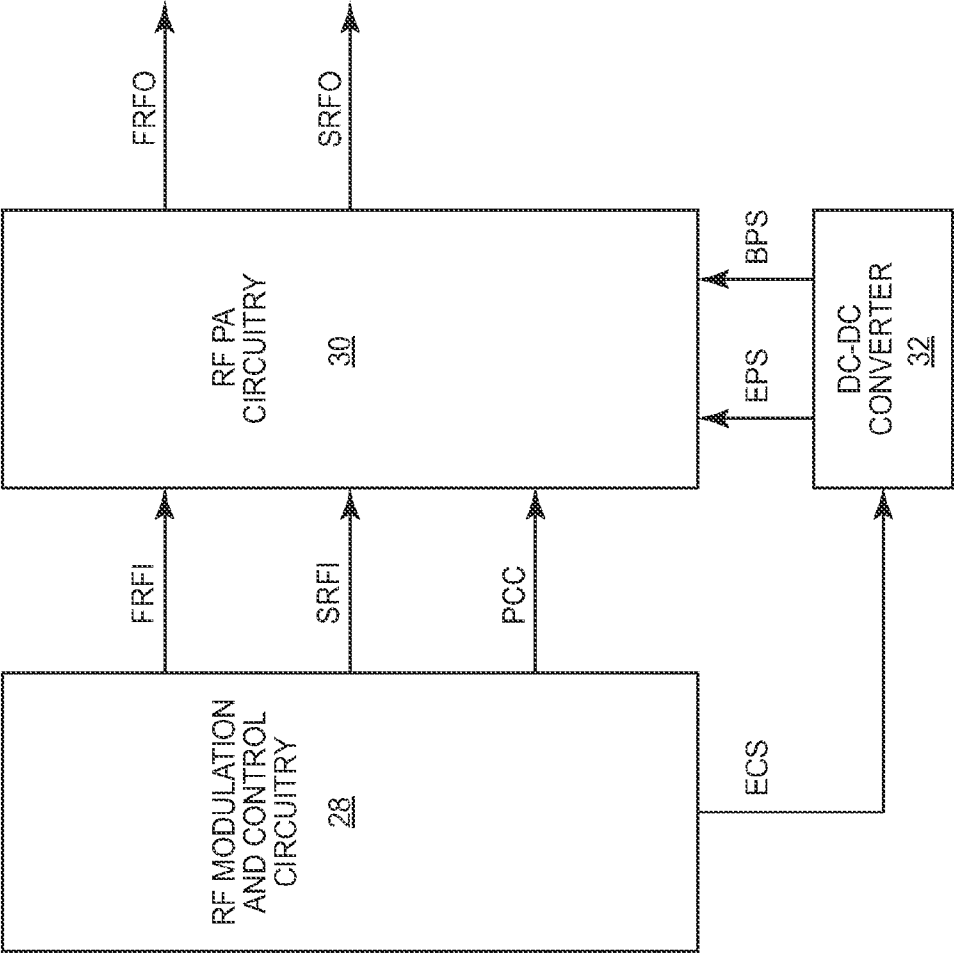 RF MODULATION
AND CONTROL
CIRCUITRY
28
FRFI
SRFI
PCC
ECS
RF PA
CIRCUITRY
30
FRFO
SRFO
EPS
BPS
DC-DC
CONVERTER
32